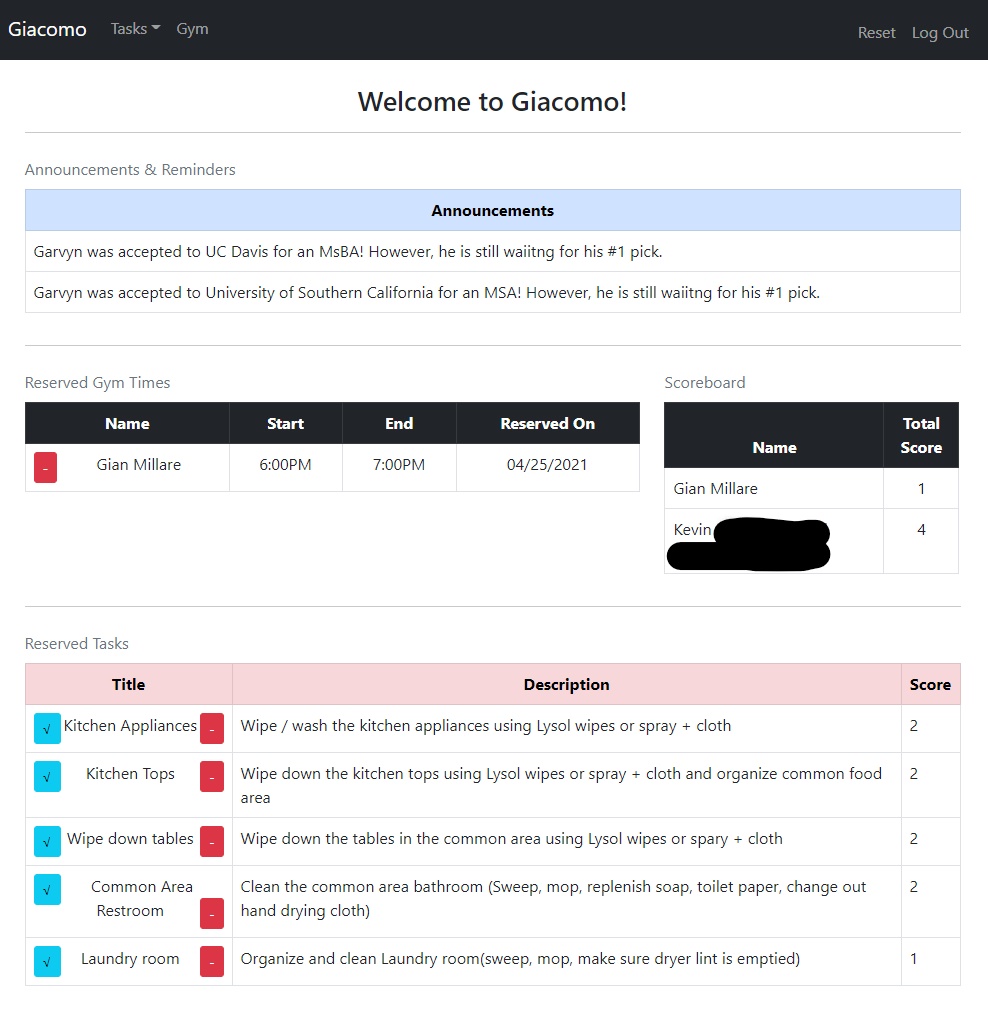 Giacomo Tasks Gym Reset Log Out
Welcome to Giacomo!
Announcements & Reminders
Announcements
Garvyn was accepted to UC Davis for an MsBA! However, he is still waiitng for his #1 pick.
Garvyn was accepted to University of Southern California for an MSA! However, he is still waiitng for his #1 pick.
Reserved Gym Times
Name Start End Reserved On
- Gian Millare 6:00PM 7:00PM 04/25/2021
Scoreboard
Name Total
Score
Gian Millare 1
Kevin 4
Reserved Tasks
Title Description Score
√ Kitchen Appliances - Wipe / wash the kitchen appliances using Lysol wipes or spray + cloth 2
√ Kitchen Tops - Wipe down the kitchen tops using Lysol wipes or spray + cloth and organize common food 2
area
√ Wipe down tables - Wipe down the tables in the common area using Lysol wipes or spary + cloth 2
√ Common Area Clean the common area bathroom (Sweep, mop, replenish soap, toilet paper, change out 2
Restroom - hand drying cloth)
√ Laundry room - Organize and clean Laundry room(sweep, mop, make sure dryer lint is emptied) 1